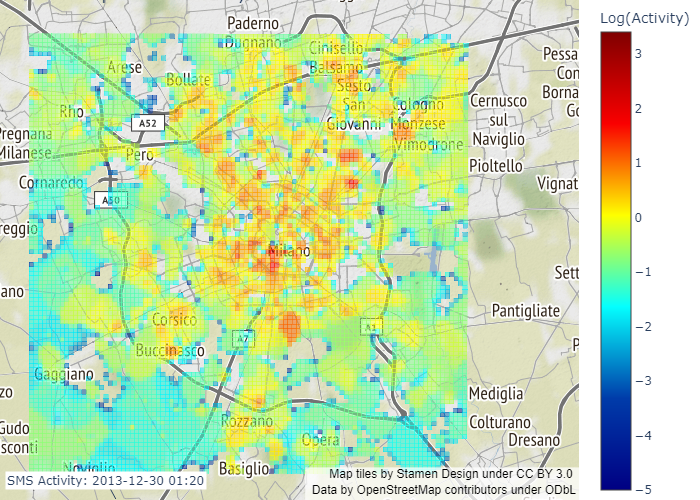 Paderno
Dugnano
Log(Activity)
Cinisello
Balsamo
Arese
Bollate
Sesto
San
Giovanni
Pessa
Con
Borna
Go
Rho
A52
Cologno
Monzese
Cernusco
sul
Naviglio
Pregnana
Milanese
Pero
Vimodrone
Pioltello
Cornaredo
A50
Vignat
reggio
Milano
Sett
ano
Corsico
Pantigliate
A7
A1
Buccinasco
P
Gaggiano
zo
Mediglia
Rozzano
Colturano
Gudo
sconti
Opera
Dresano
Noviglio
Basiglio
SMS Activity: 2013-12-30 01:20
Map tiles by Stamen Design under CC BY 3.0
Data by OpenStreetMap contributors under ODbL
3
2
1
0
−1
−2
−3
−4
−5